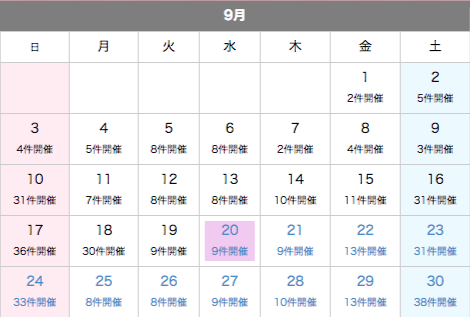 9月
日 月 火 水 木 金 土
1 2
2件開催 5件開催
3 4 5 6 7 8 9
4件開催 5件開催 8件開催 8件開催 2件開催 4件開催 3件開催
10 11 12 13 14 15 16
31件開催 7件開催 8件開催 8件開催 10件開催 11件開催 31件開催
17 18 19 20 21 22 23
36件開催 30件開催 9件開催 9件開催 9件開催 13件開催 31件開催
24 25 26 27 28 29 30
33件開催 8件開催 8件開催 9件開催 10件開催 13件開催 38件開催